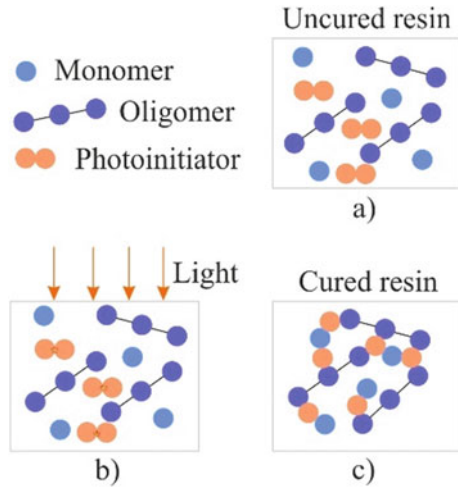 Uncured resin
Monomer
Oligomer
Photoinitiator
a)
Light
Cured resin
b)
c)